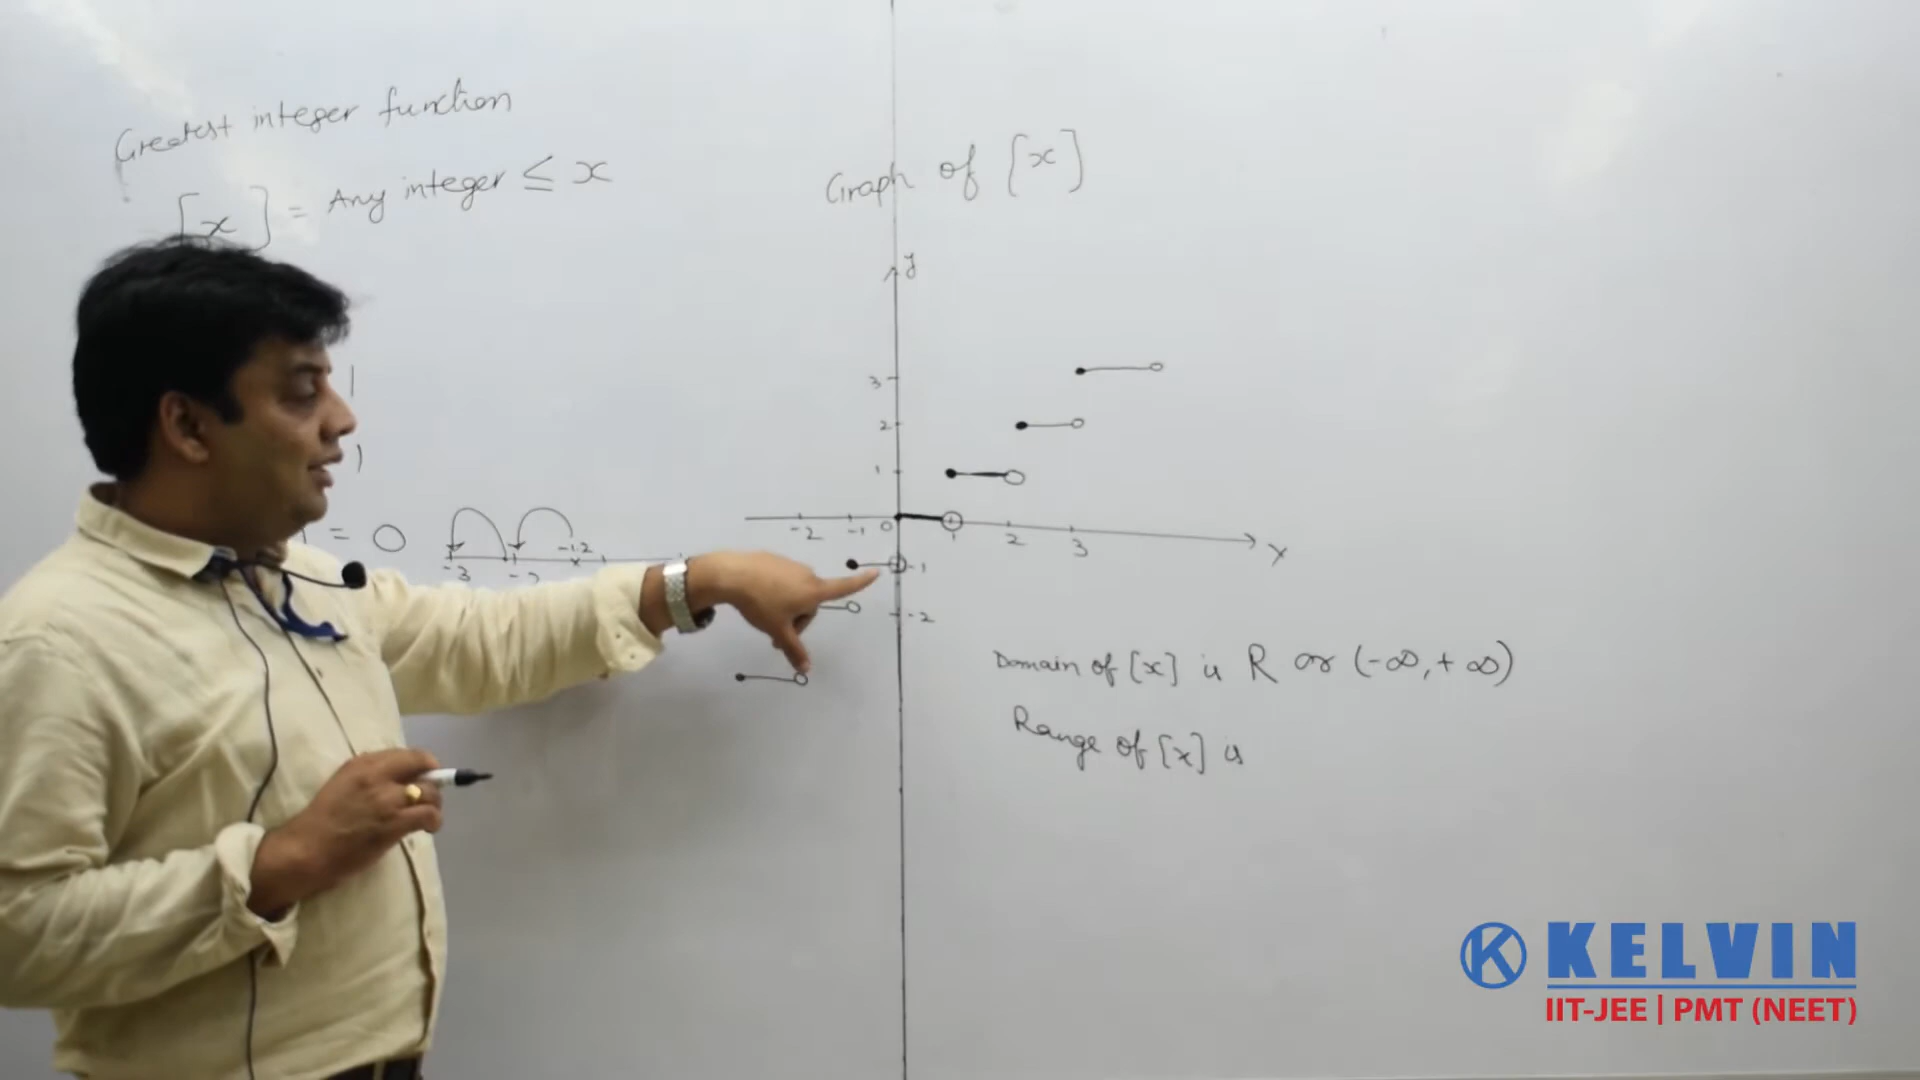 Greatest integer function
[x] = Any integer ≤ x
= 0
-1.2
-3 -2
Graph of [x]
y
3
2
1
-2 -1 0 1 2 3 x
-1
-2
Domain of [x] is R or (-∞, +∞)
Range of [x] is
K KELVIN
IIT-JEE | PMT (NEET)